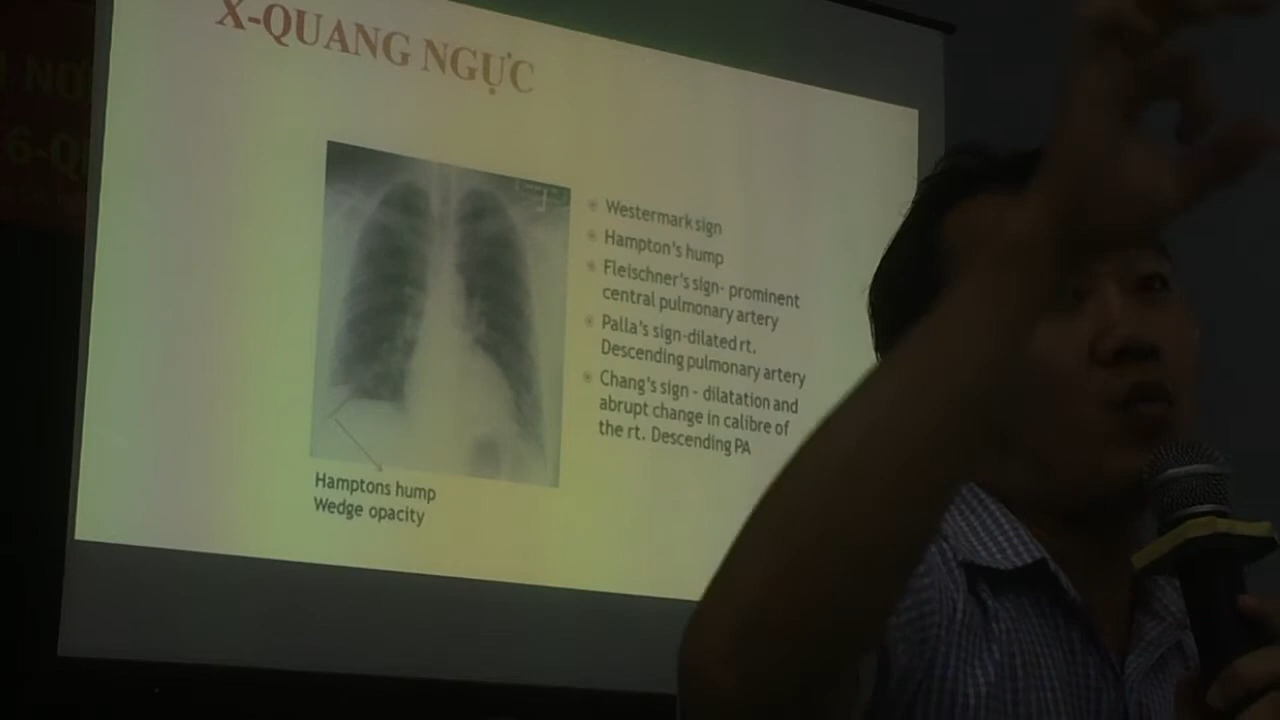 X-QUANG NGỰC
Westermark sign
Hampton's hump
Fleischner's sign- prominent
central pulmonary artery
Palla's sign-dilated rt.
Descending pulmonary artery
Chang's sign - dilatation and
abrupt change in calibre of
the rt. Descending PA
Hamptons hump
Wedge opacity